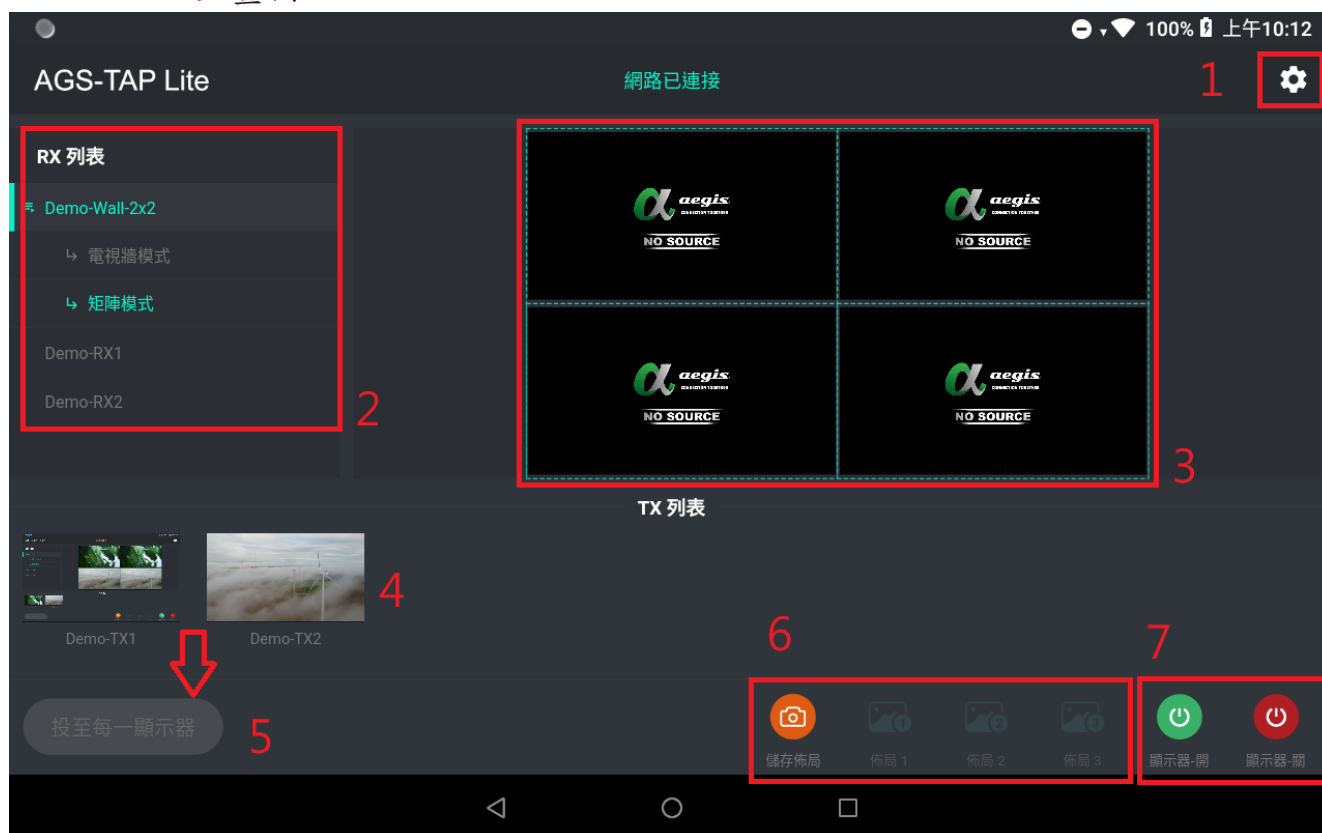 100% 上午10:12
AGS-TAP Lite
網路已連接
1
RX 列表
Demo-Wall-2x2
電視牆模式
矩陣模式
Demo-RX1
Demo-RX2
2
aegis
NO SOURCE
aegis
NO SOURCE
aegis
NO SOURCE
aegis
NO SOURCE
3
TX 列表
4
Demo-TX1
Demo-TX2
投至每一顯示器
5
6
儲存佈局
佈局 1
佈局 2
佈局 3
7
顯示器-開
顯示器-關